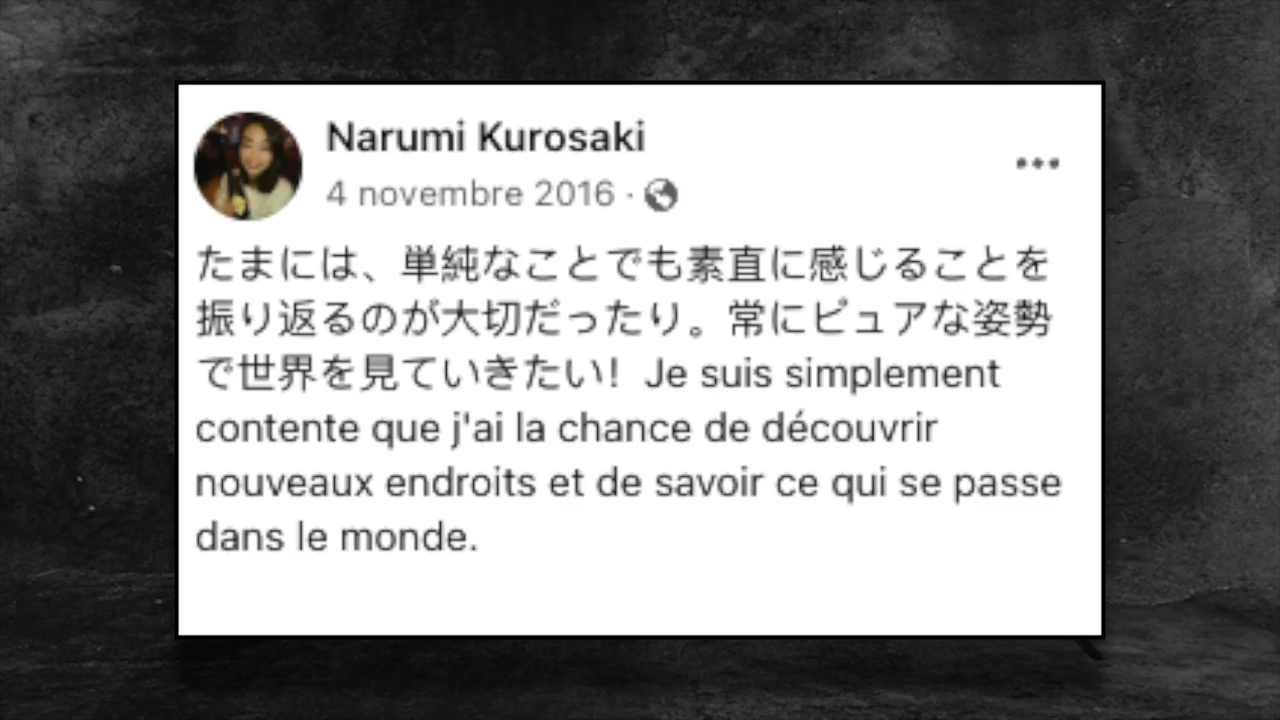 Narumi Kurosaki
4 novembre 2016 ·
たまには、単純なことでも素直に感じることを
振り返るのが大切だったり。常にピュアな姿勢
で世界を見ていきたい！ Je suis simplement
contente que j'ai la chance de découvrir
nouveaux endroits et de savoir ce qui se passe
dans le monde.